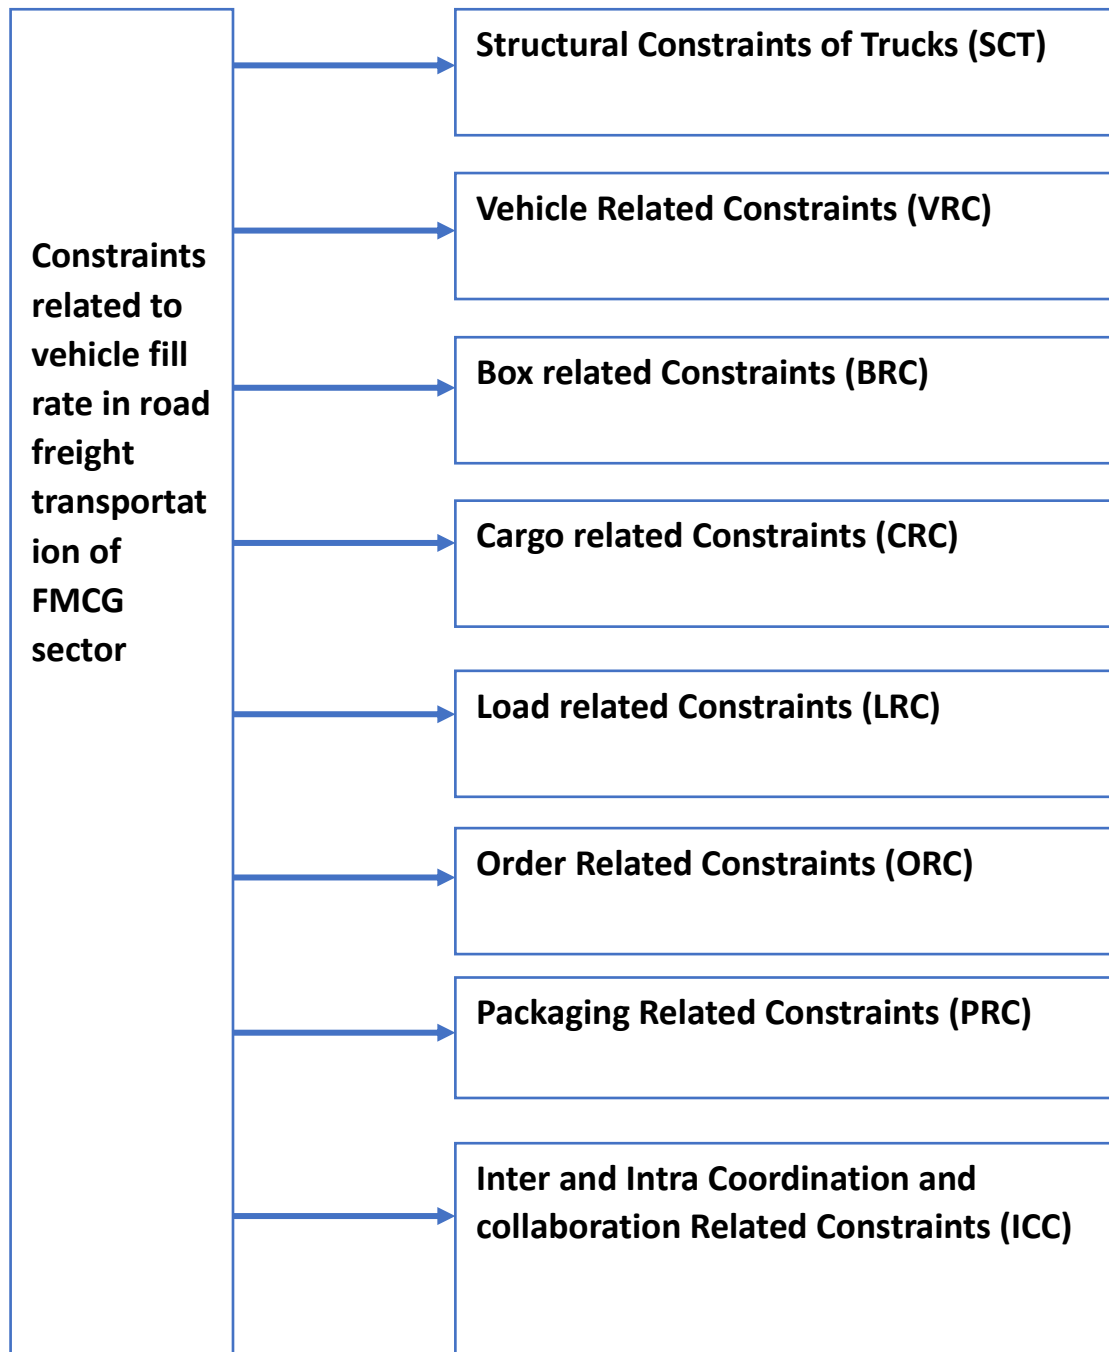 Constraints
related to
vehicle fill
rate in road
freight
transportat
ion of
FMCG
sector
Structural Constraints of Trucks (SCT)
Vehicle Related Constraints (VRC)
Box related Constraints (BRC)
Cargo related Constraints (CRC)
Load related Constraints (LRC)
Order Related Constraints (ORC)
Packaging Related Constraints (PRC)
Inter and Intra Coordination and
collaboration Related Constraints (ICC)